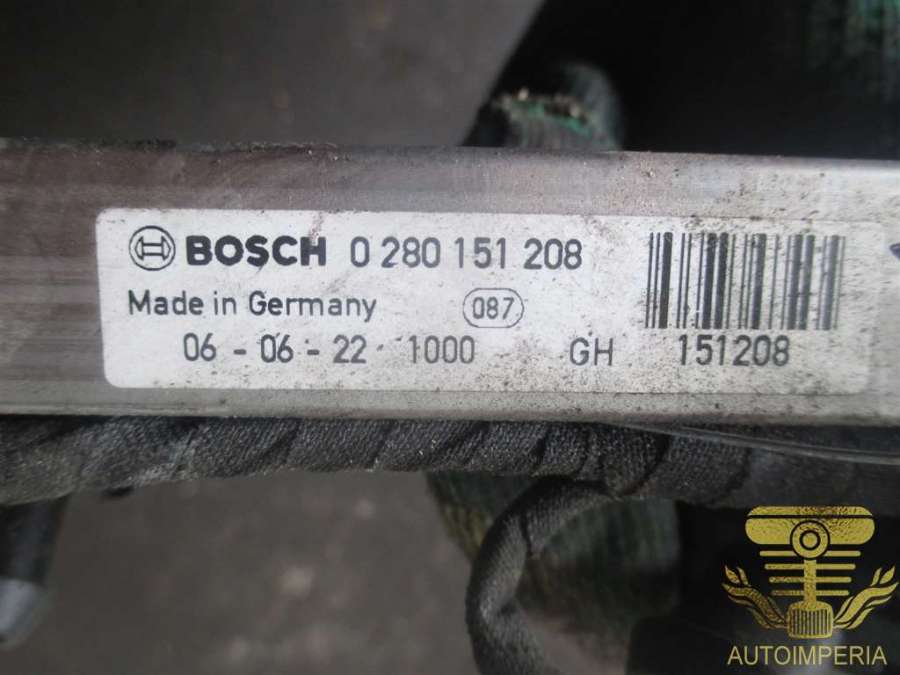 BOSCH 0 280 151 208
Made in Germany 087
06 - 06 - 22 1000 GH 151208
AUTOIMPERIA